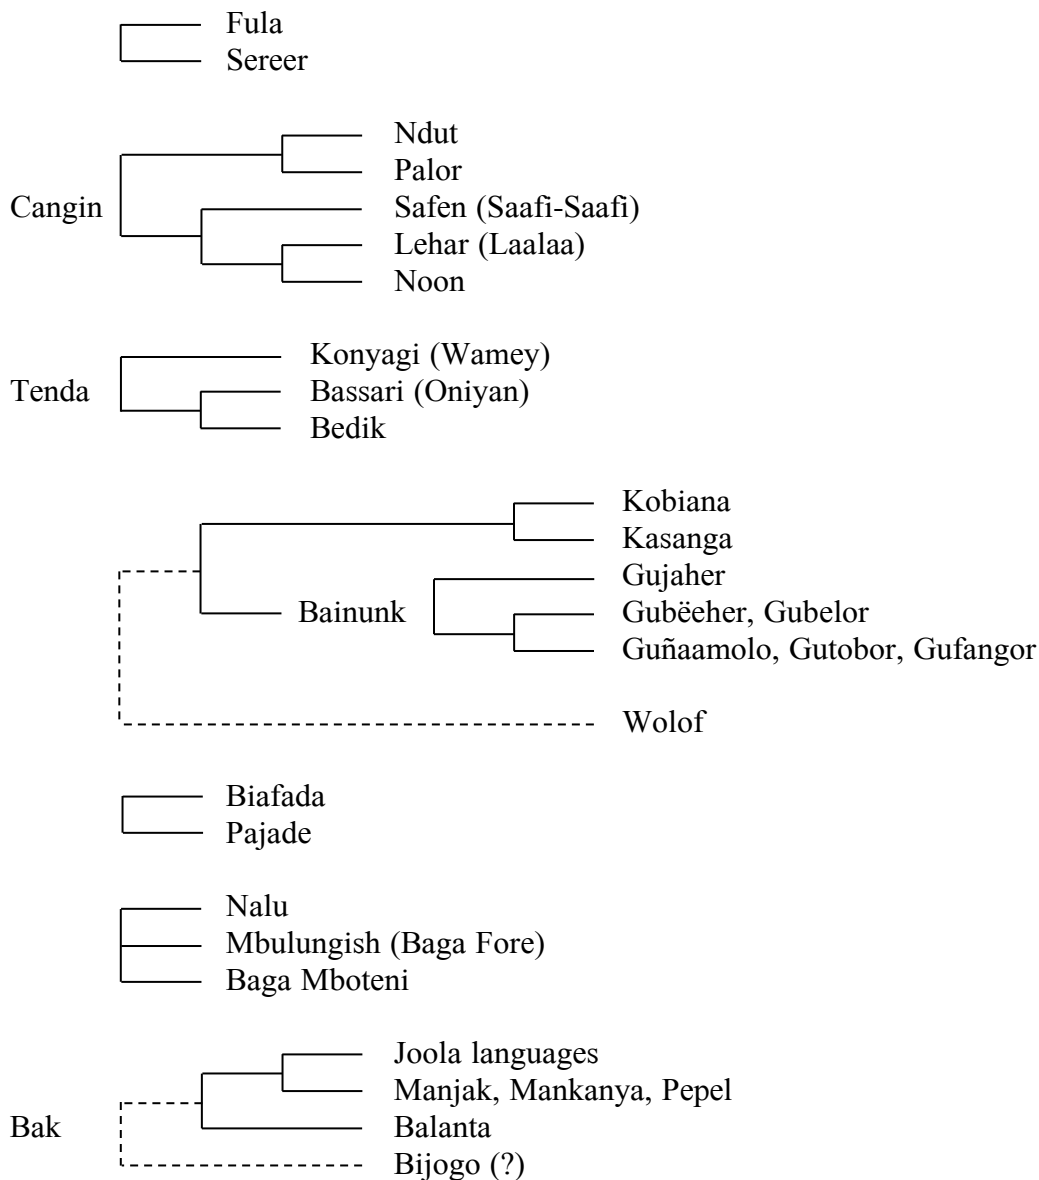 Fula
Sereer
Ndut
Palor
Cangin
Safen (Saafi-Saafi)
Lehar (Laalaa)
Noon
Konyagi (Wamey)
Tenda
Bassari (Oniyan)
Bedik
Kobiana
Kasanga
Gujaher
Bainunk
Gubëeher, Gubelor
Guñaamolo, Gutobor, Gufangor
Wolof
Biafada
Pajade
Nalu
Mbulungish (Baga Fore)
Baga Mboteni
Joola languages
Manjak, Mankanya, Pepel
Bak
Balanta
Bijogo (?)